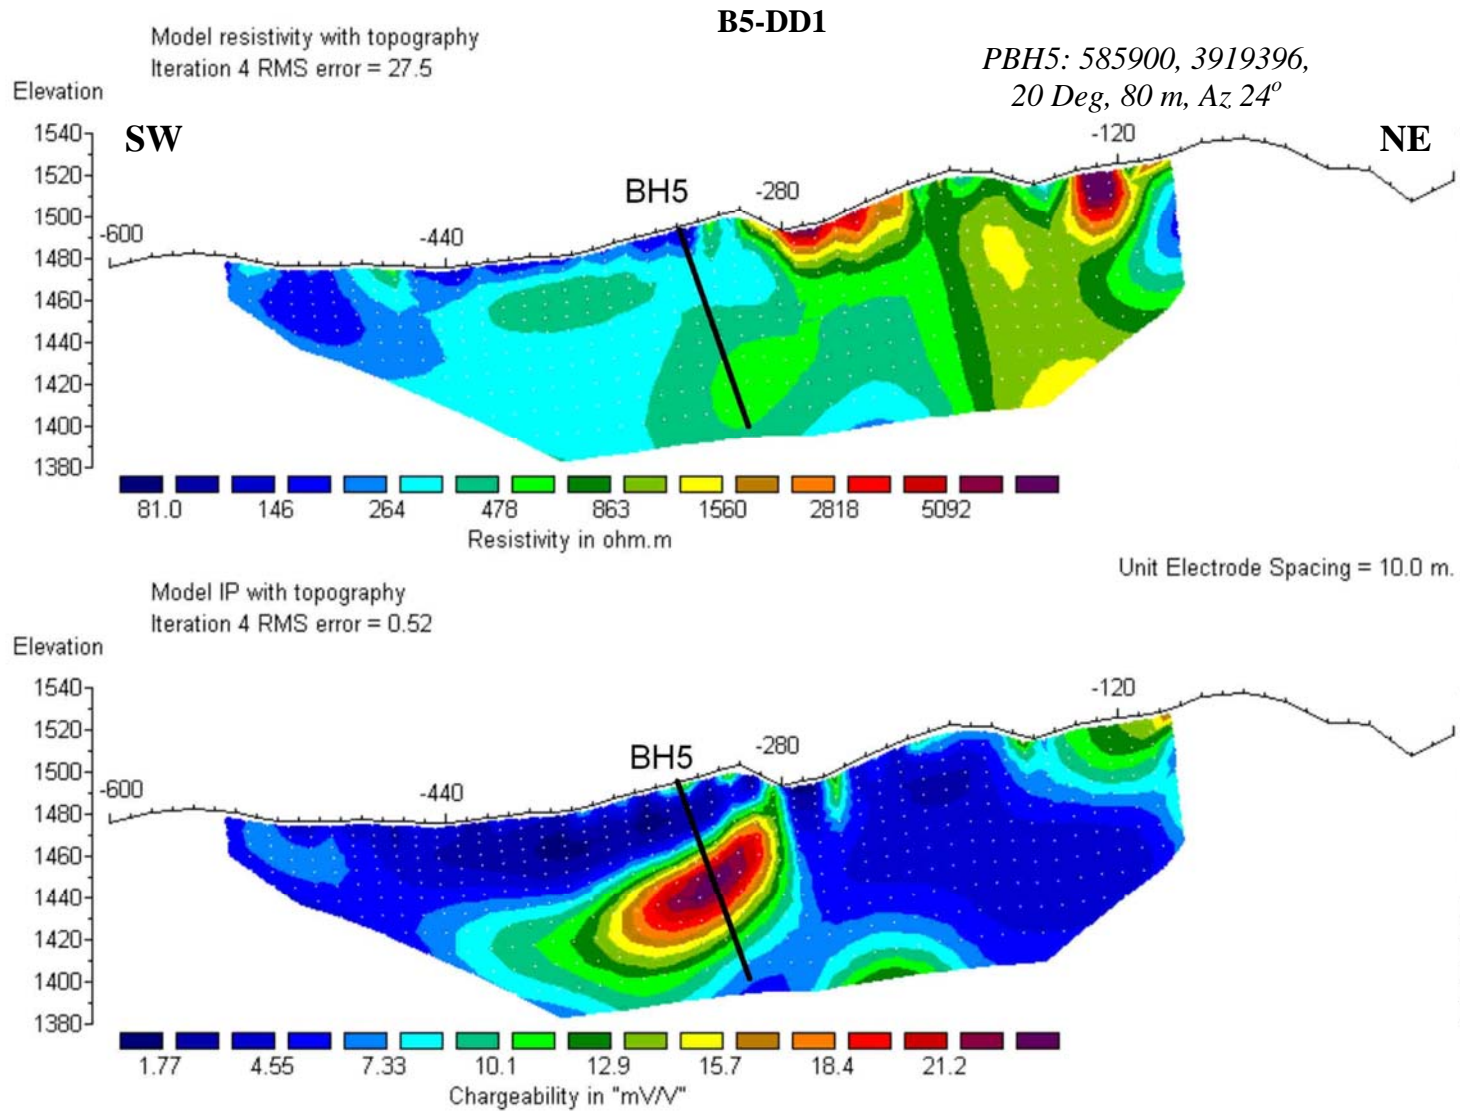 B5-DD1
Model resistivity with topography
Iteration 4 RMS error = 27.5
PBH5: 585900, 3919396,
20 Deg, 80 m, Az 24°
Elevation
SW
NE
1540
1520
1500
1480
1460
1440
1420
1400
1380
-600
-440
BH5
-280
-120
81.0 146 264 478 863 1560 2818 5092
Resistivity in ohm.m
Unit Electrode Spacing = 10.0 m.
Model IP with topography
Iteration 4 RMS error = 0.52
Elevation
1540
1520
1500
1480
1460
1440
1420
1400
1380
-600
-440
BH5
-280
-120
1.77 4.55 7.33 10.1 12.9 15.7 18.4 21.2
Chargeability in "mV/V"